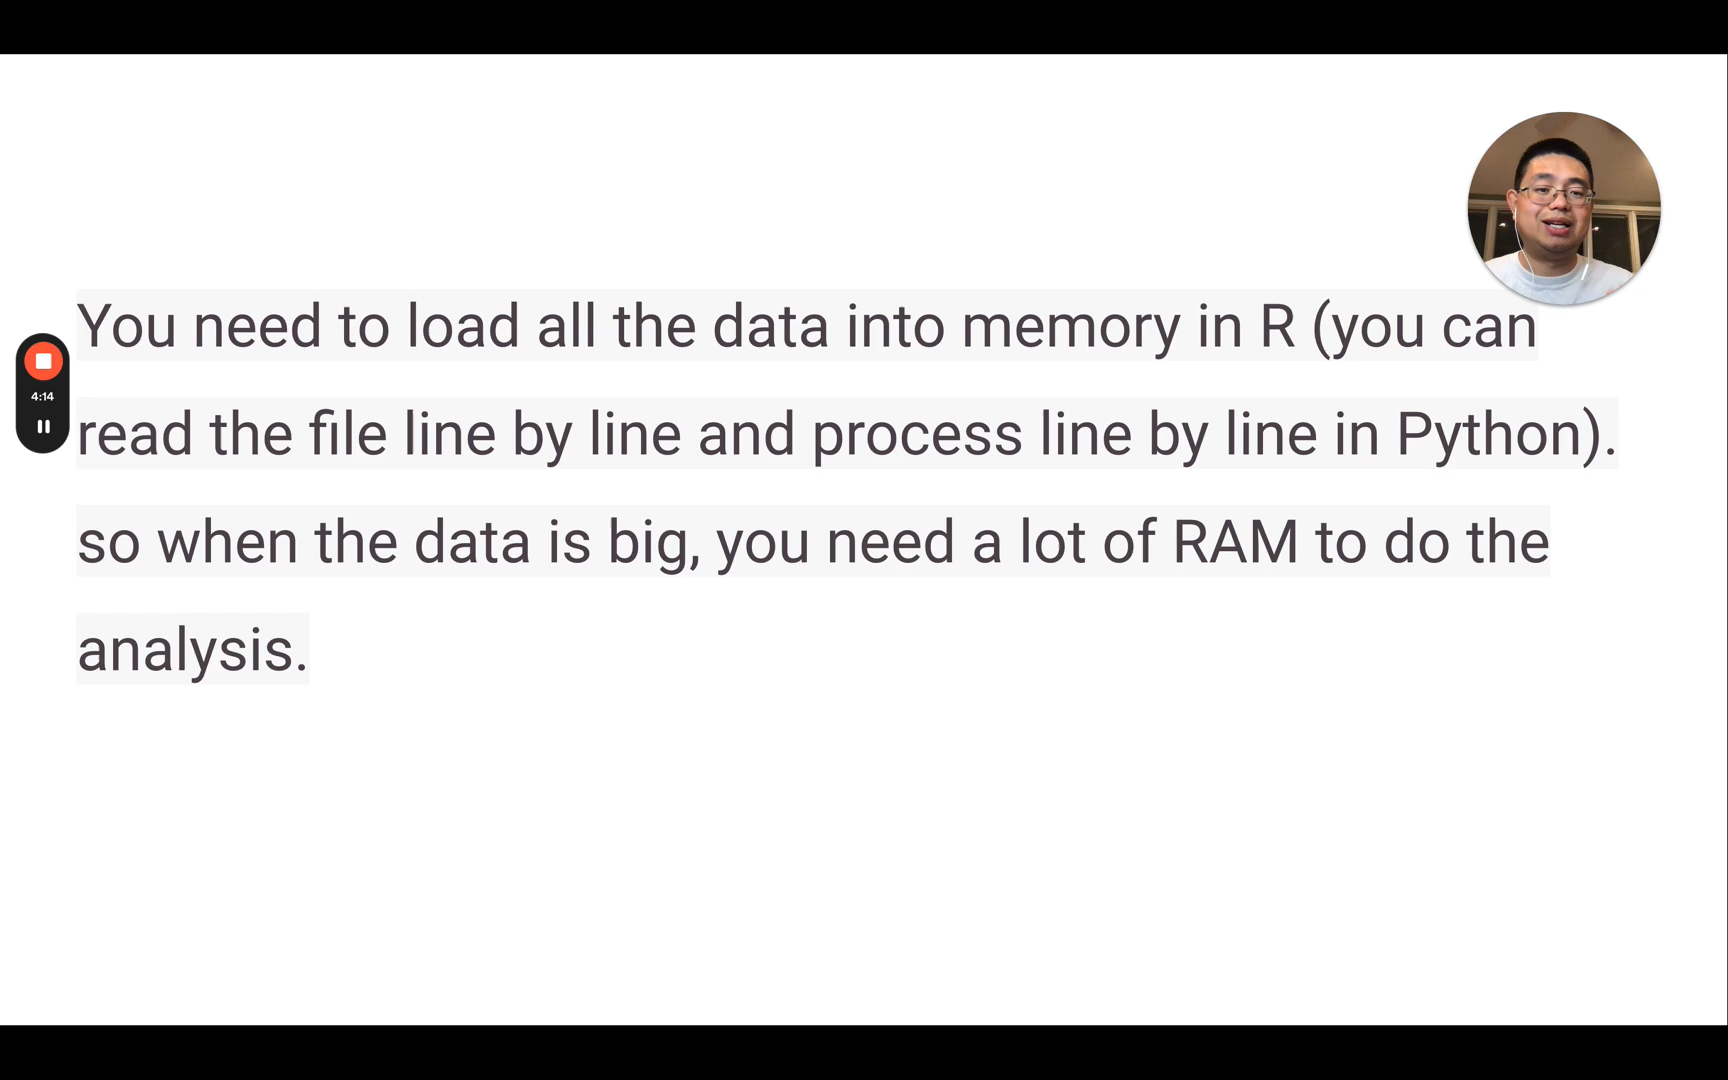 You need to load all the data into memory in R (you can
read the file line by line and process line by line in Python).
so when the data is big, you need a lot of RAM to do the
analysis.
4:14